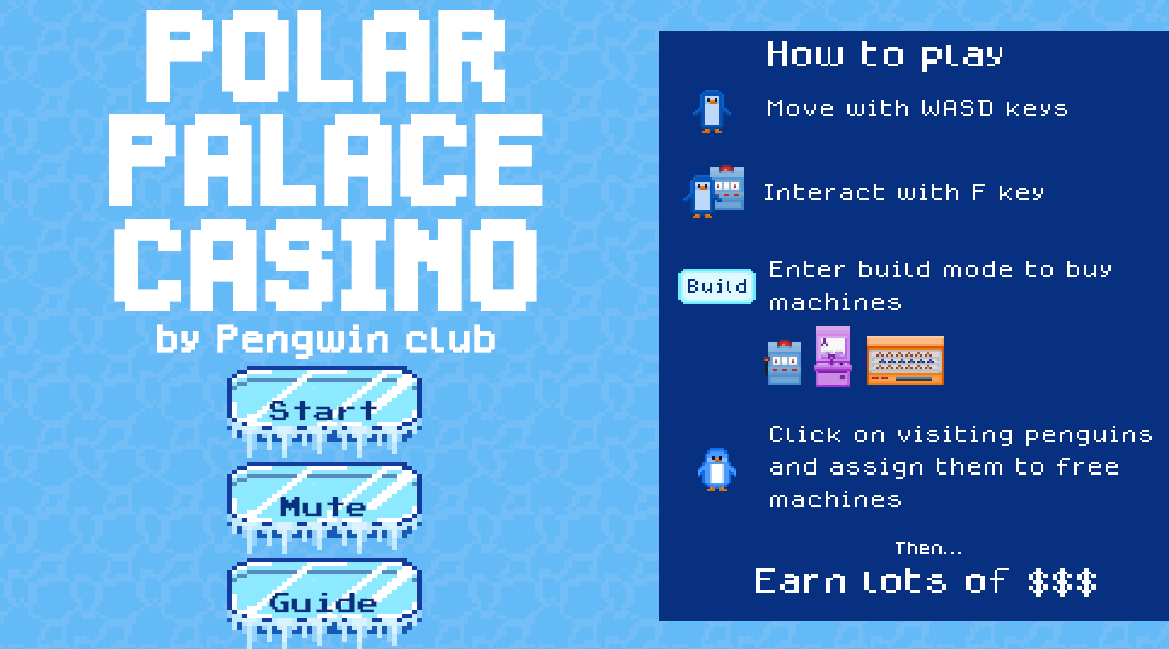 POLAR
PALACE
CASINO
by Pengwin club
Start
Mute
Guide
How to play
Move with WASD keys
Interact with F key
Build
Enter build mode to buy
machines
Click on visiting penguins
and assign them to free
machines
Then...
Earn lots of $$$